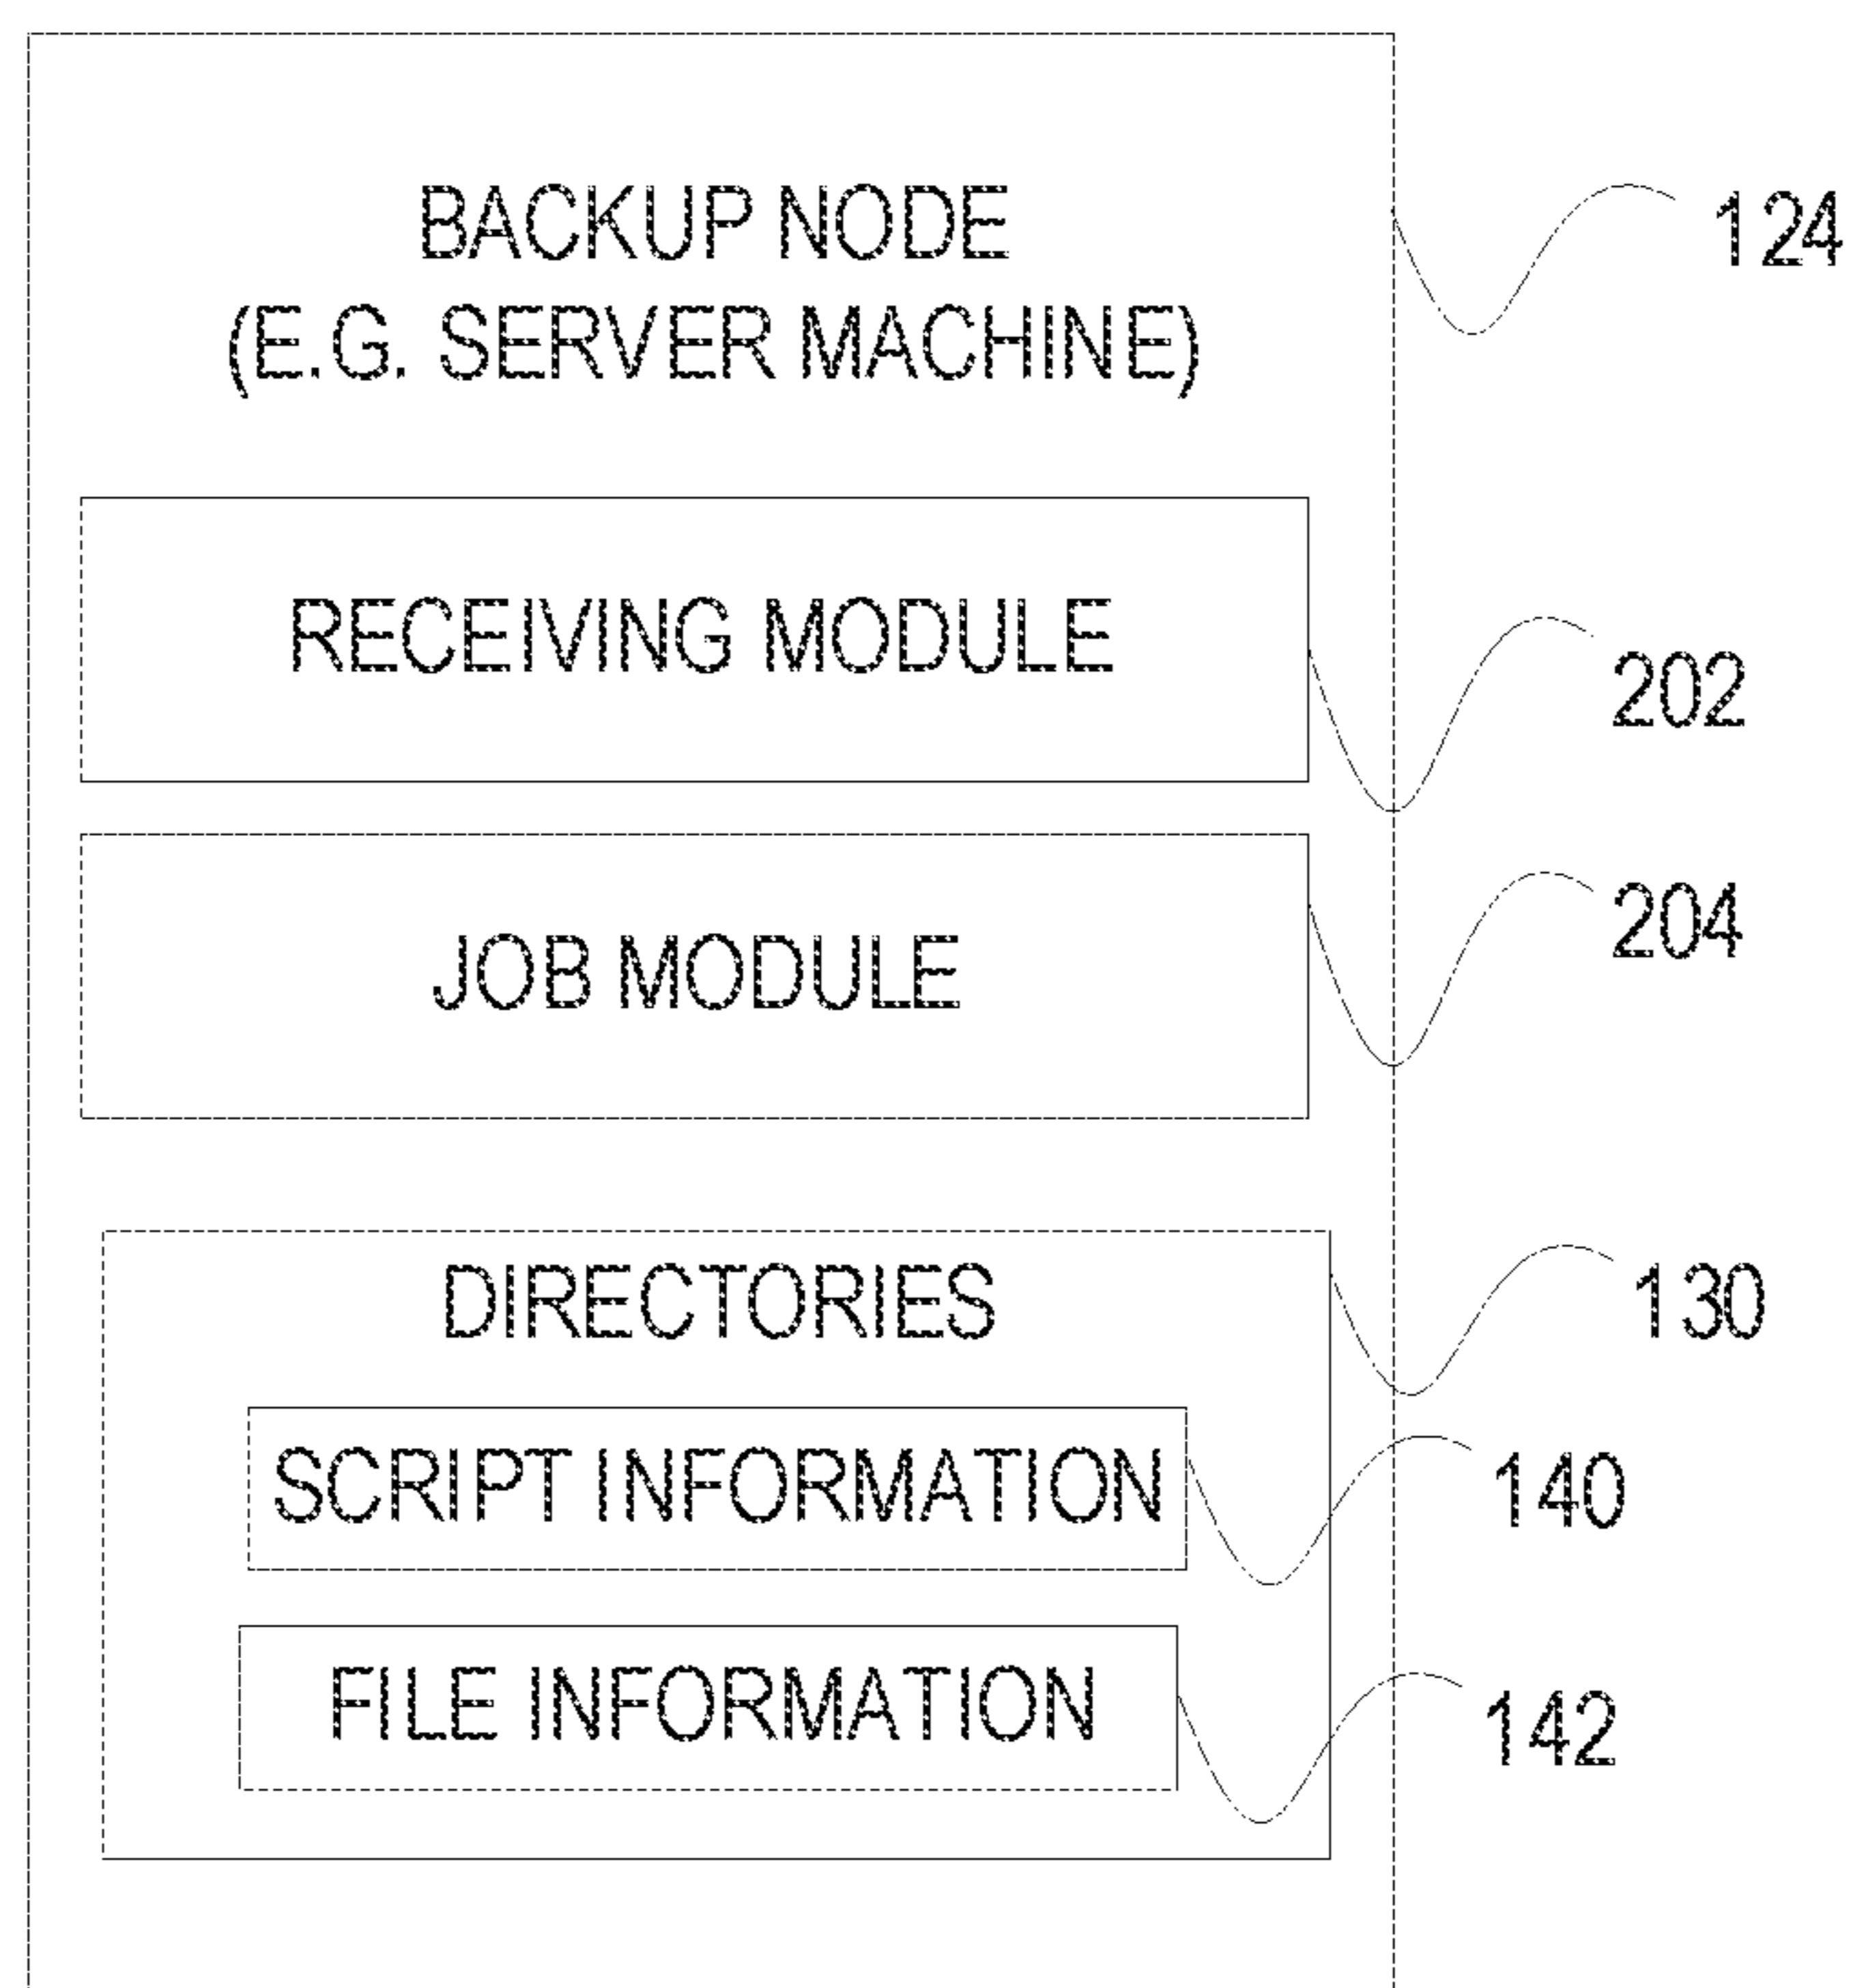 BACKUP NODE
(E.G. SERVER MACHINE)
124
RECEIVING MODULE
202
JOB MODULE
204
DIRECTORIES
130
SCRIPT INFORMATION
140
FILE INFORMATION
142